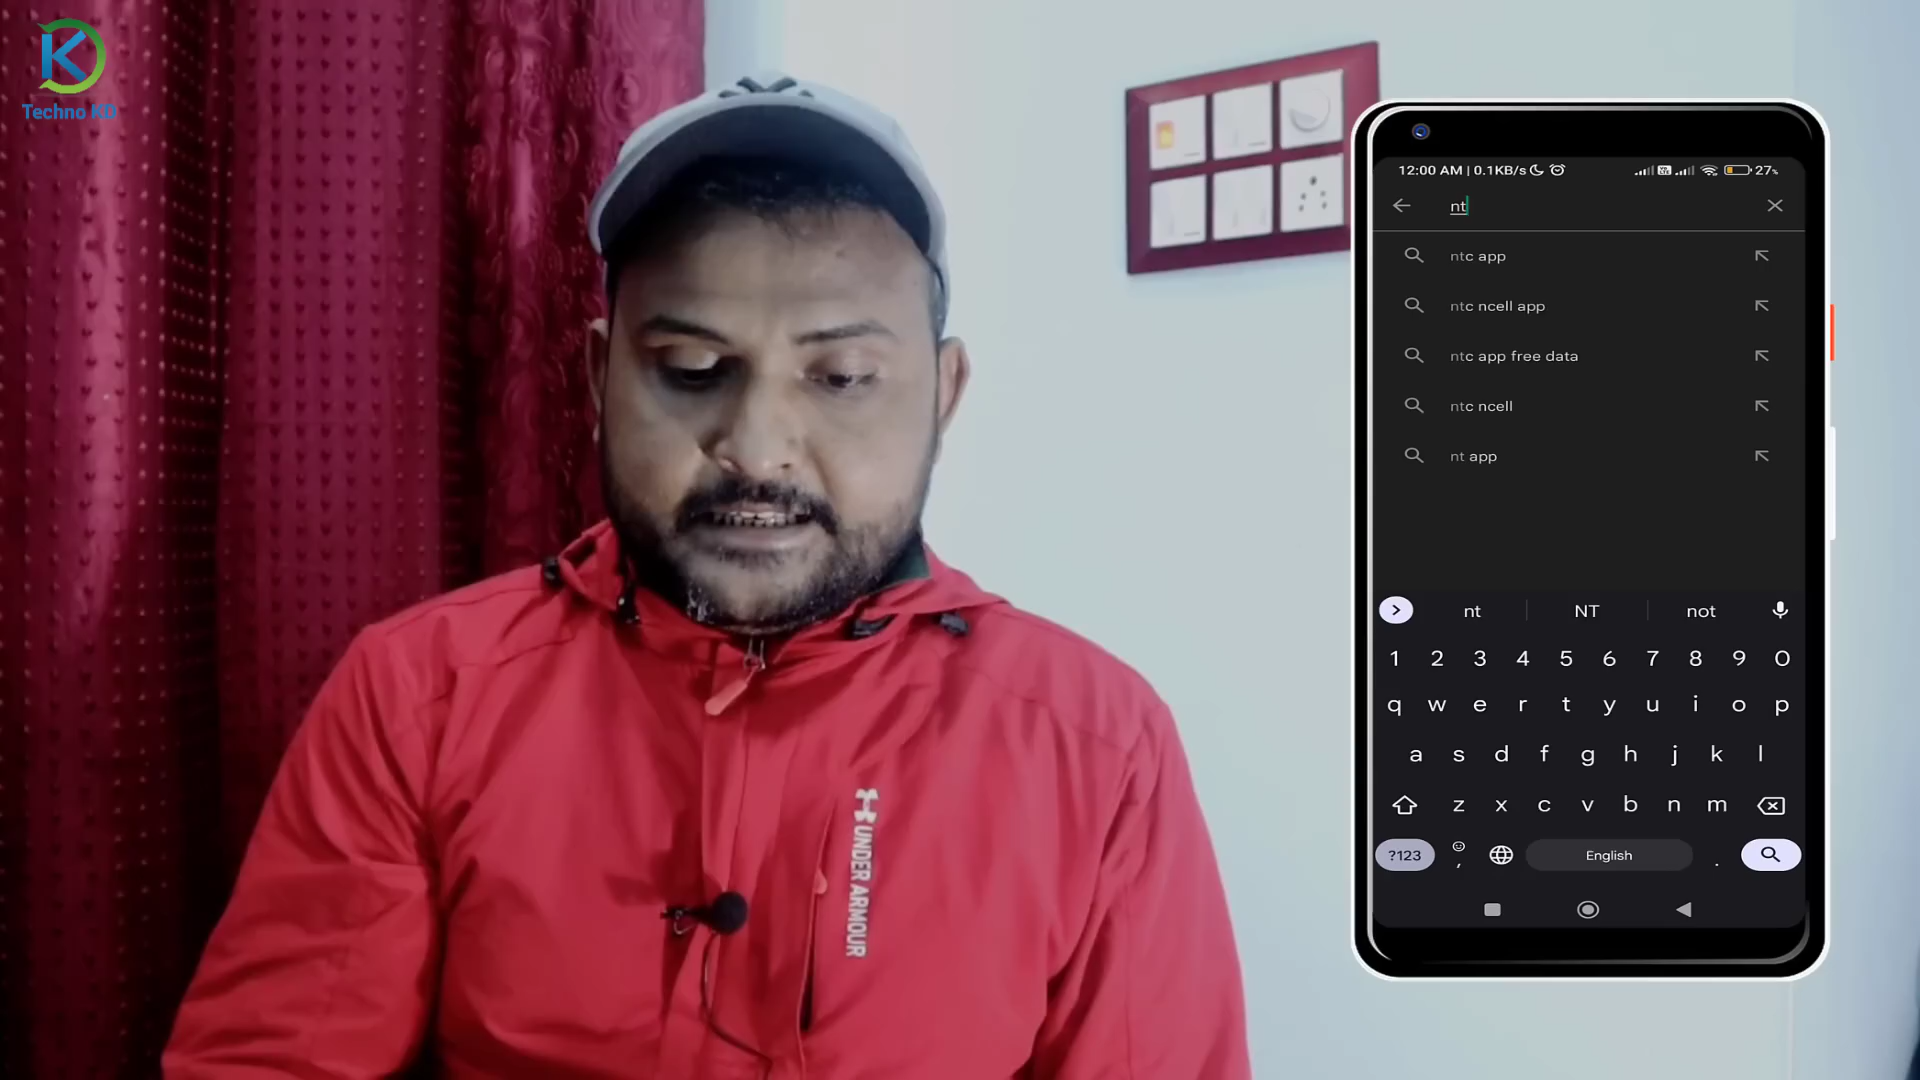 Techno KD
UNDER ARMOUR
12:00 AM | 0.1KB/s
27%
nt
ntc app
ntc ncell app
ntc app free data
ntc ncell
nt app
nt NT not
1 2 3 4 5 6 7 8 9 0
q w e r t y u i o p
a s d f g h j k l
z x c v b n m
?123 , English .